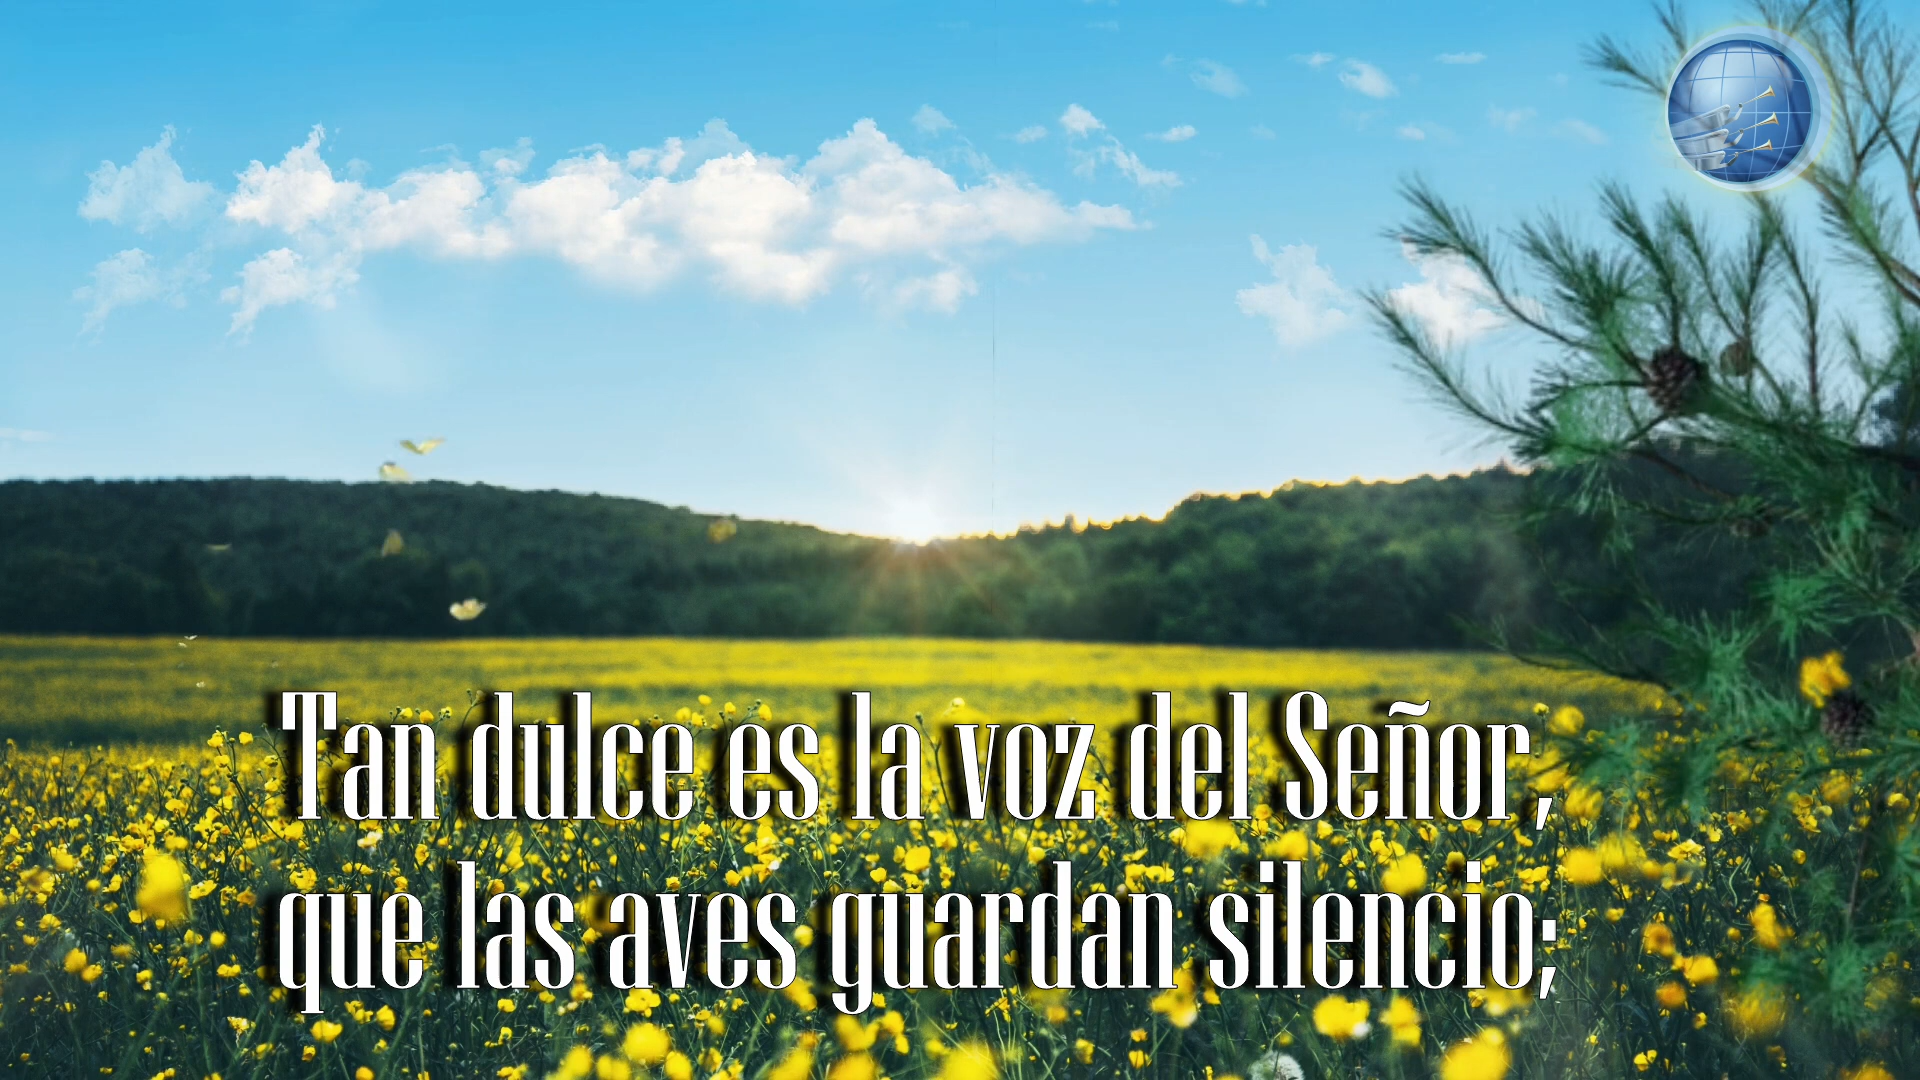 Tan dulce es la voz del Señor,
que las aves guardan silencio;